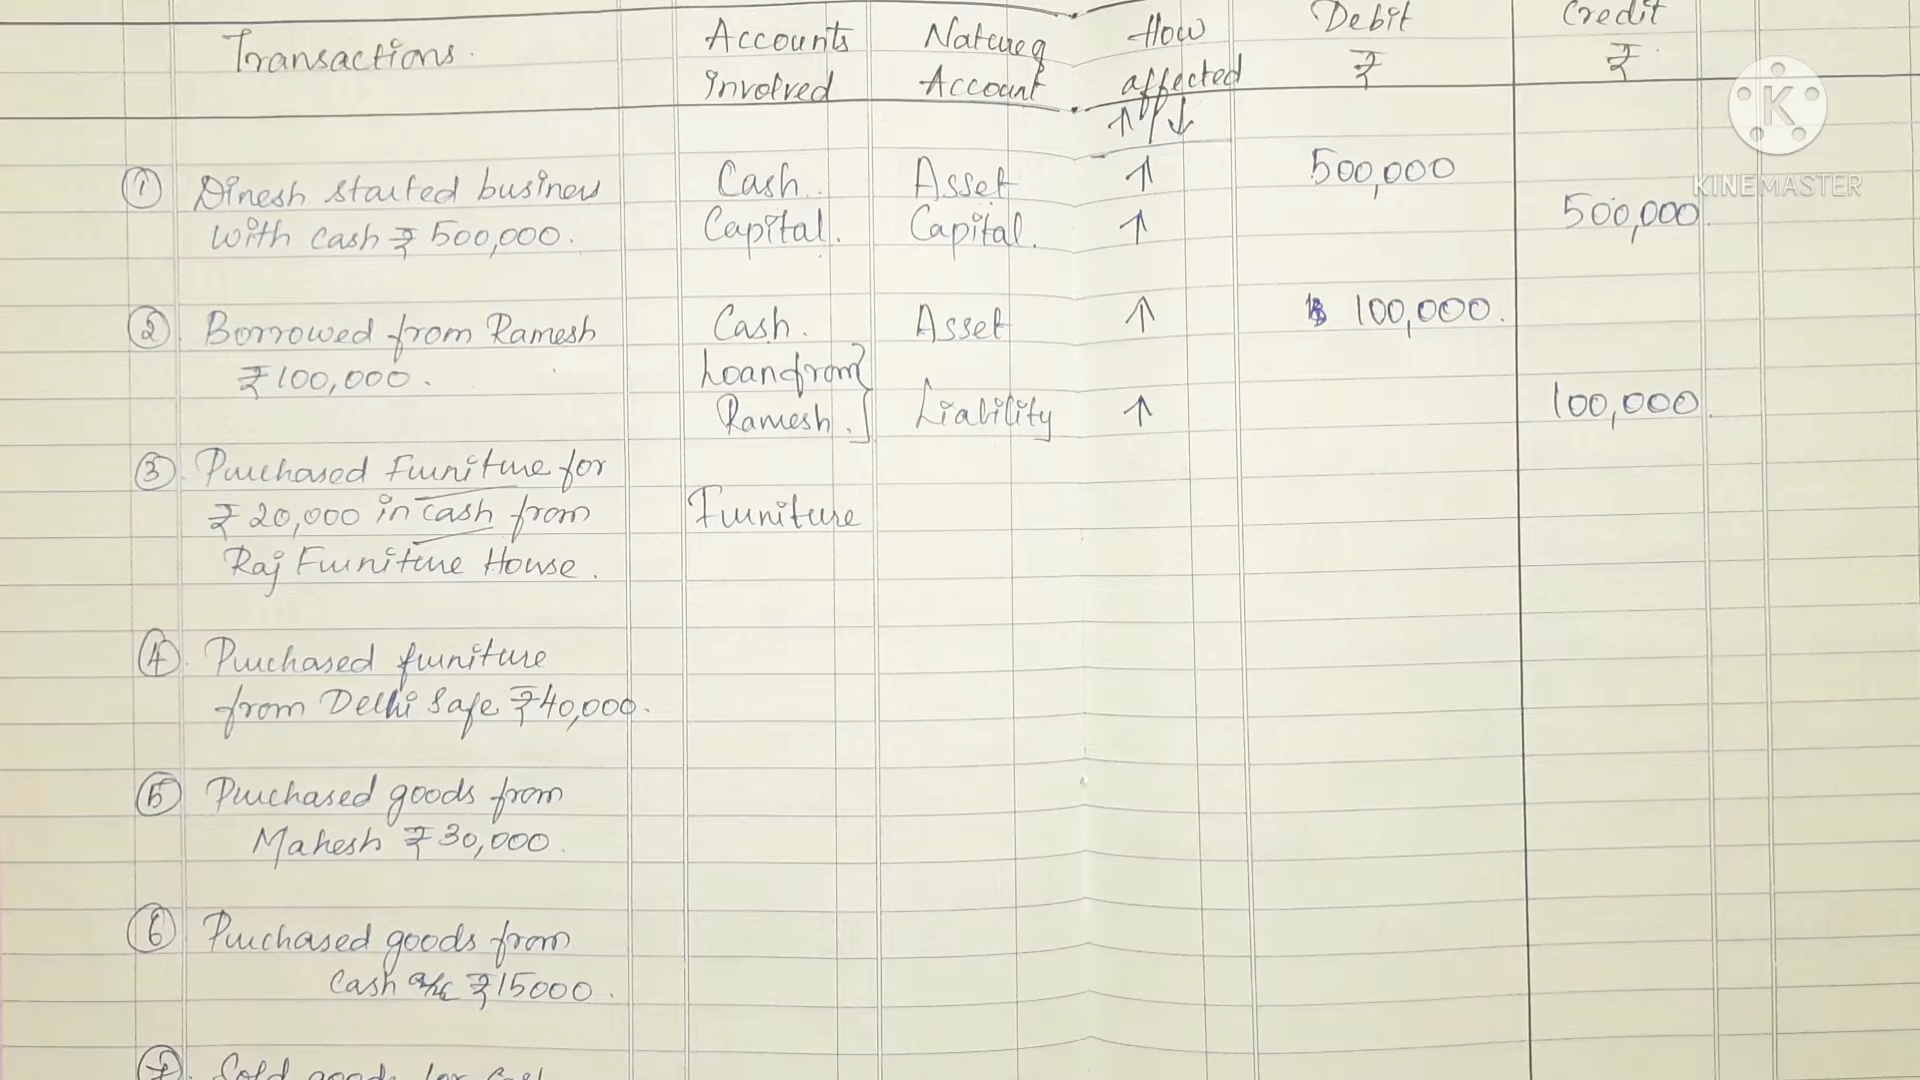 Transactions.
Accounts involved
Nature of Account
How affected ↑/↓
Debit ₹
Credit ₹
① Dinesh started business Cash. Asset ↑ 500,000
with cash ₹ 500,000. Capital. Capital. ↑ 500,000.
② Borrowed from Ramesh Cash. Asset ↑ 100,000.
₹100,000. Loan from
Ramesh. Liability ↑ 100,000.
③ Purchased Furniture for
₹20,000 in cash from Furniture
Raj Furniture House.
④ Purchased furniture
from Delhi Safe ₹40,000.
⑤ Purchased goods from
Mahesh ₹30,000.
⑥ Purchased goods from
Cash a/c ₹15000.
⑦ Sold goods for
K
KINEMASTER